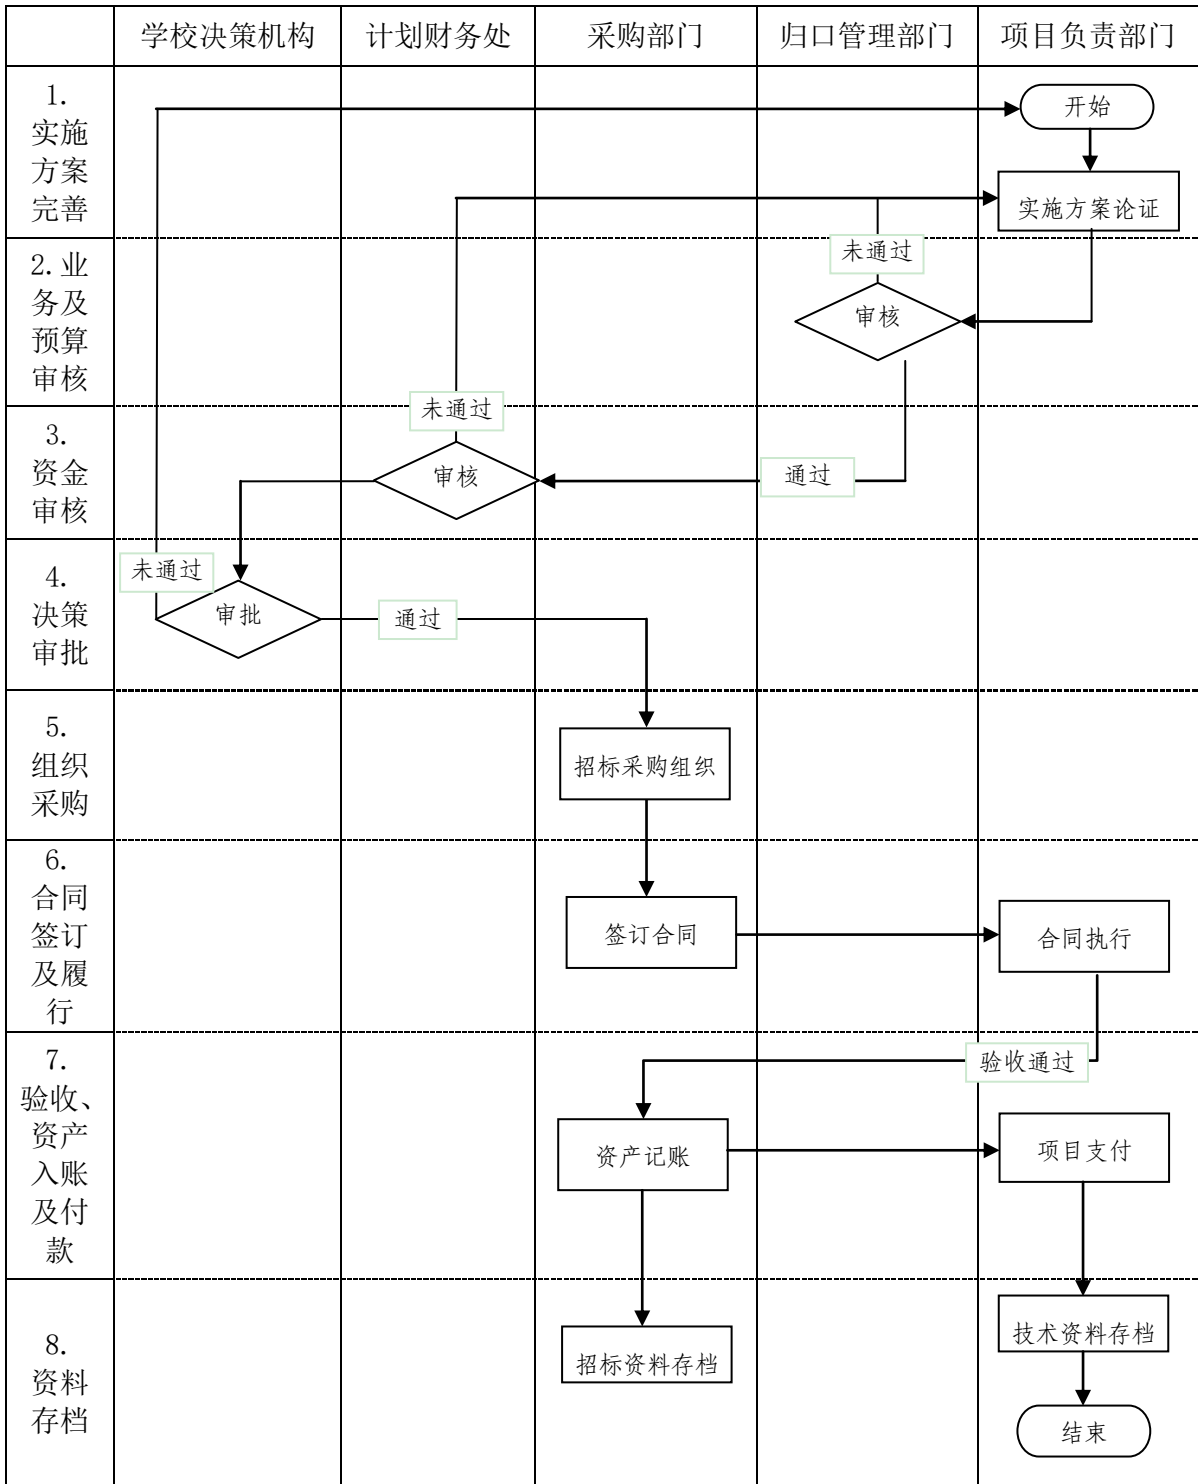 学校决策机构 计划财务处 采购部门 归口管理部门 项目负责部门
1.
实施
方案
完善
开始
实施方案论证
2.业
务及
预算
审核
未通过
审核
3.
资金
审核
未通过
审核
通过
4.
决策
审批
未通过
审批
通过
5.
组织
采购
招标采购组织
6.
合同
签订
及履
行
签订合同
合同执行
7.
验收、
资产
入账
及付
款
验收通过
资产记账
项目支付
8.
资料
存档
招标资料存档
技术资料存档
结束